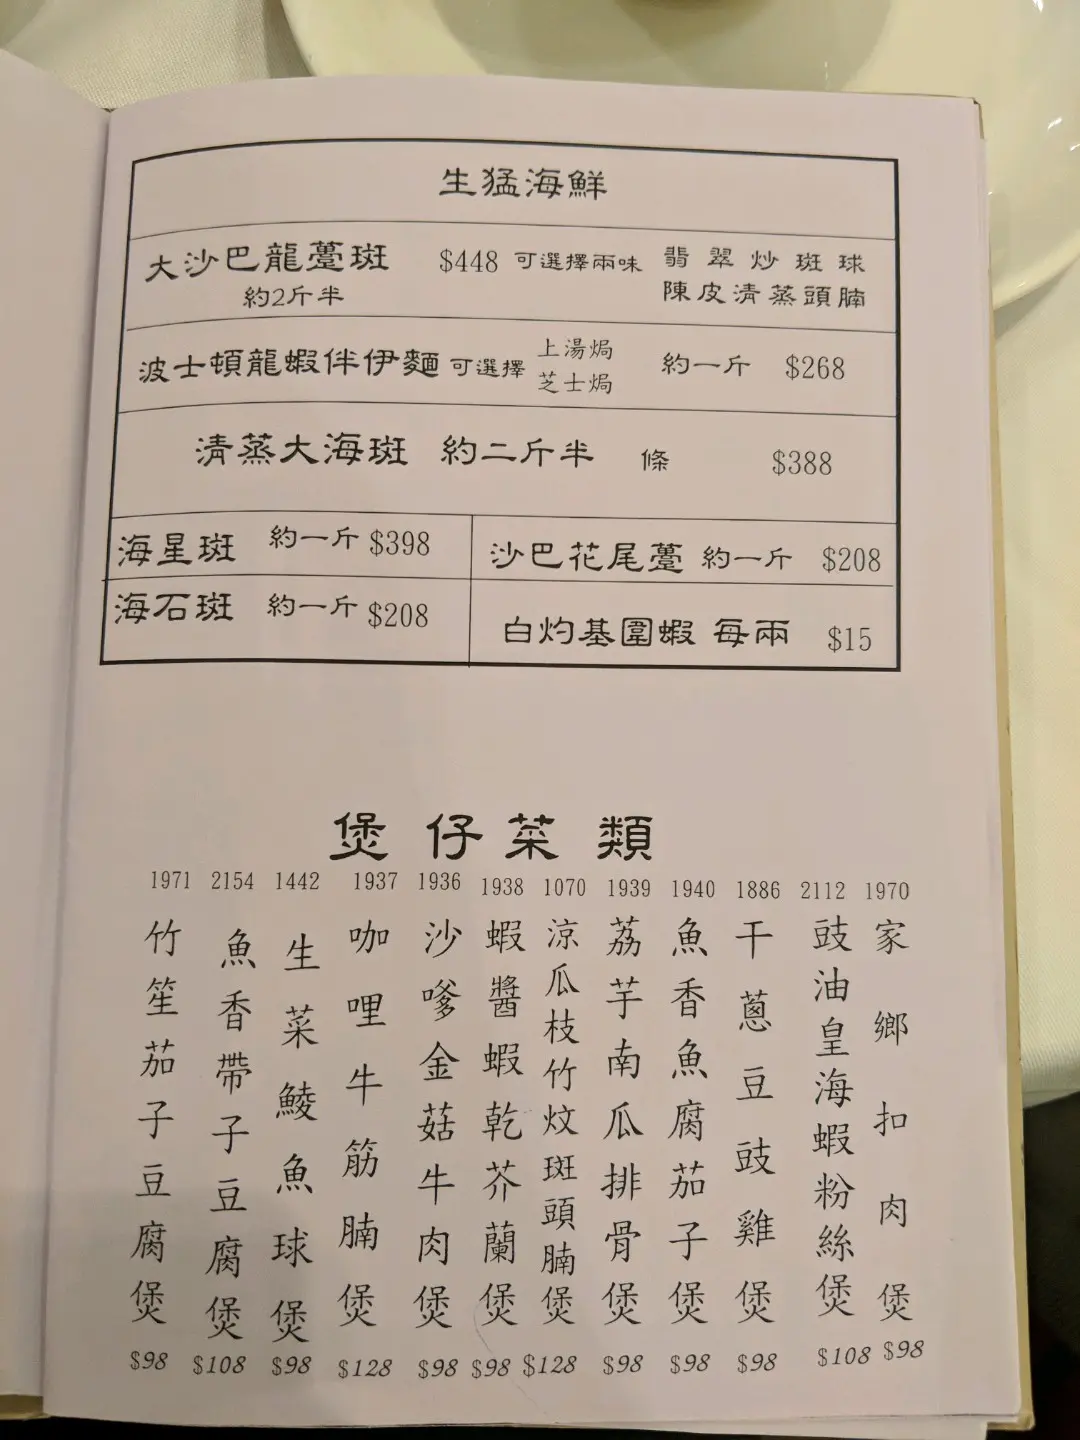 生猛海鮮
大沙巴龍躉斑 $448 可選擇兩味 翡翠炒斑球
約2斤半 陳皮清蒸頭腩
波士頓龍蝦伴伊麵 可選擇 上湯焗 約一斤 $268
芝士焗
清蒸大海斑 約二斤半 條 $388
海星斑 約一斤 $398
沙巴花尾躉 約一斤 $208
海石斑 約一斤 $208
白灼基圍蝦 每兩 $15
煲仔菜類
1970 家鄉扣肉煲 $98
2112 豉油皇海蝦粉絲煲 $108
1886 干蔥豆豉雞煲 $98
1940 魚香魚腐茄子煲 $98
1939 荔芋南瓜排骨煲 $98
1070 涼瓜枝竹炆斑頭腩煲 $128
1938 蝦醬蝦乾芥蘭煲 $98
1936 沙嗲金菇牛肉煲 $98
1937 咖哩牛筋腩煲 $128
1442 生菜鯪魚球煲 $98
2154 魚香帶子豆腐煲 $108
1971 竹笙茄子豆腐煲 $98